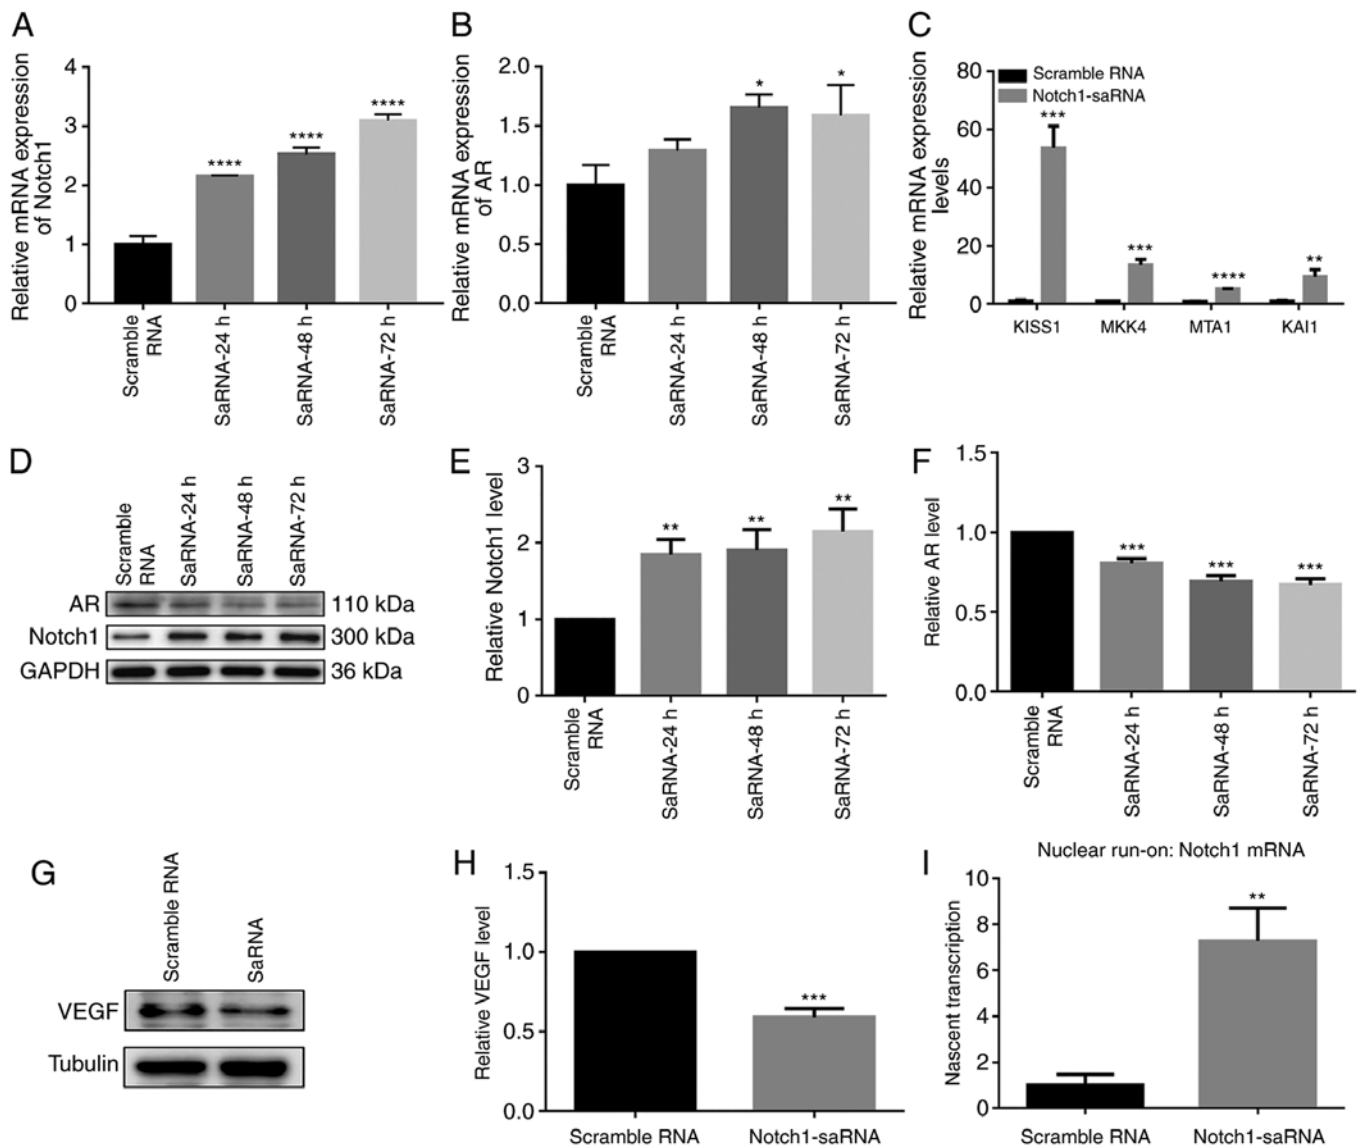 A
Relative mRNA expression
of Notch1
4
3
2
1
0
****
****
****
Scramble
RNA
SaRNA-24 h
SaRNA-48 h
SaRNA-72 h
B
Relative mRNA expression
of AR
2.0
1.5
1.0
0.5
0.0
*
*
Scramble
RNA
SaRNA-24 h
SaRNA-48 h
SaRNA-72 h
C
Relative mRNA expression
levels
80
60
40
20
0
Scramble RNA
Notch1-saRNA
***
***
****
**
KISS1
MKK4
MTA1
KAI1
D
Scramble
RNA
SaRNA-24 h
SaRNA-48 h
SaRNA-72 h
AR 110 kDa
Notch1 300 kDa
GAPDH 36 kDa
E
Relative Notch1 level
3
2
1
0
**
**
**
Scramble
RNA
SaRNA-24 h
SaRNA-48 h
SaRNA-72 h
F
Relative AR level
1.5
1.0
0.5
0.0
***
***
***
Scramble
RNA
SaRNA-24 h
SaRNA-48 h
SaRNA-72 h
G
Scramble RNA
SaRNA
VEGF
Tubulin
H
Relative VEGF level
1.5
1.0
0.5
0.0
***
Scramble RNA
Notch1-saRNA
I
Nuclear run-on: Notch1 mRNA
Nascent transcription
10
8
6
4
2
0
**
Scramble RNA
Notch1-saRNA